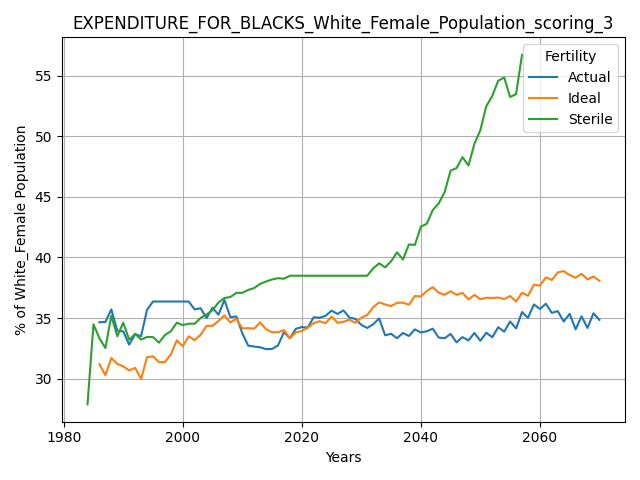 EXPENDITURE_FOR_BLACKS_White_Female_Population_scoring_3
% of White_Female Population
55
50
45
40
35
30
Fertility
Actual
Ideal
Sterile
1980
2000
2020
2040
2060
Years